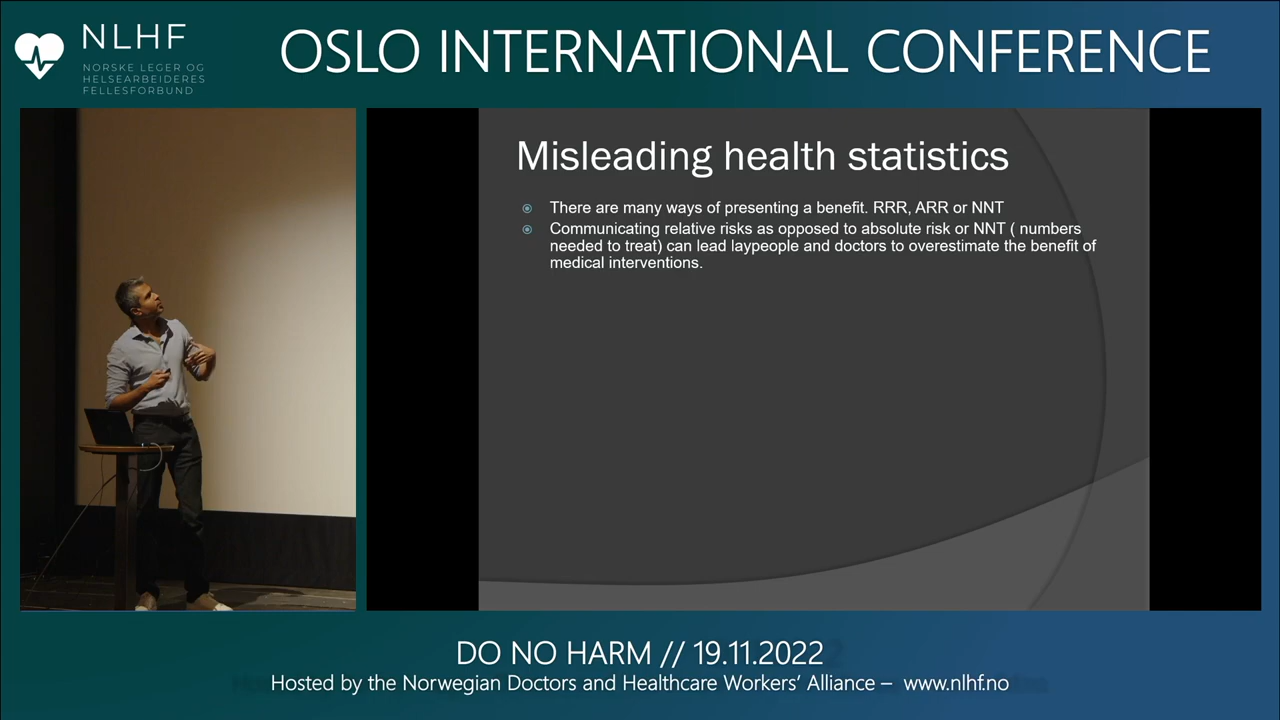 NLHF
NORSKE LEGER OG
HELSEARBEIDERES
FELLESFORBUND
OSLO INTERNATIONAL CONFERENCE
Misleading health statistics
There are many ways of presenting a benefit. RRR, ARR or NNT
Communicating relative risks as opposed to absolute risk or NNT ( numbers
needed to treat) can lead laypeople and doctors to overestimate the benefit of
medical interventions.
DO NO HARM // 19.11.2022
Hosted by the Norwegian Doctors and Healthcare Workers’ Alliance – www.nlhf.no